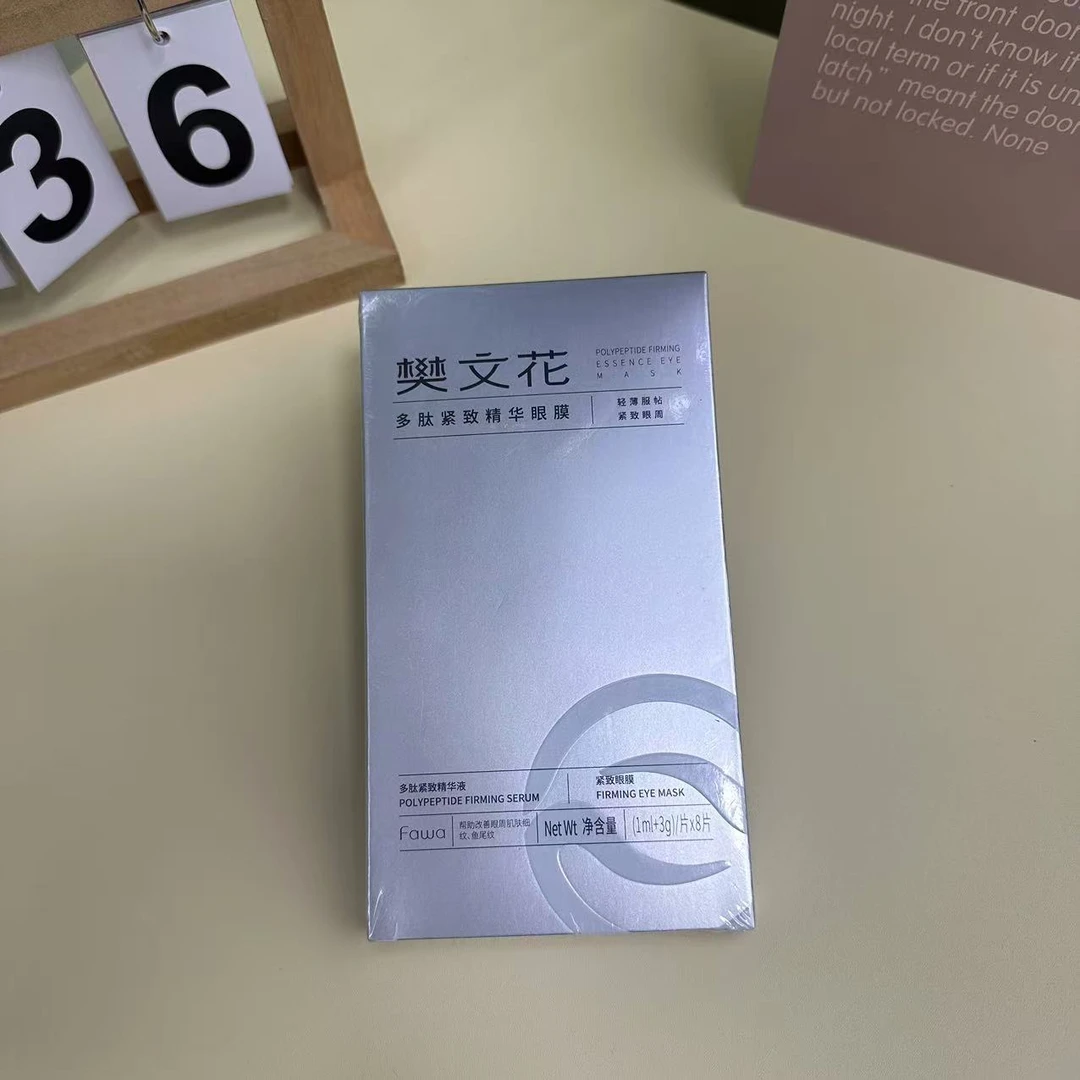 36
the front door
night. I don't know if
local term or if it is un
latch" meant the door
but not locked. None
樊文花
POLYPEPTIDE FIRMING
ESSENCE EYE
MASK
多肽紧致精华眼膜
轻薄服帖
紧致眼周
多肽紧致精华液
POLYPEPTIDE FIRMING SERUM
紧致眼膜
FIRMING EYE MASK
Fawa
帮助改善眼周肌肤细
纹、鱼尾纹
Net Wt 净含量
(1ml+3g)/片x8片